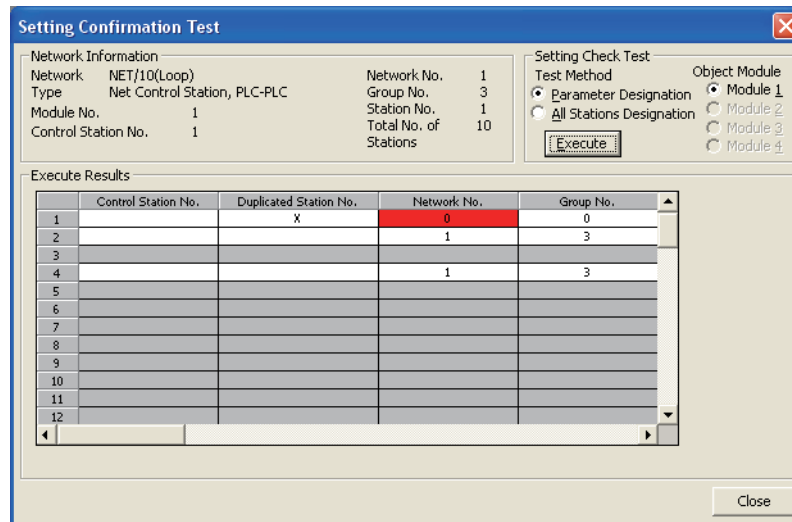 Setting Confirmation Test
Network Information
Network NET/10(Loop)
Type Net Control Station, PLC-PLC
Module No. 1
Control Station No. 1
Network No. 1
Group No. 3
Station No. 1
Total No. of Stations 10
Setting Check Test
Test Method
Parameter Designation
All Stations Designation
Execute
Object Module
Module 1
Module 2
Module 3
Module 4
Execute Results
Control Station No. Duplicated Station No. Network No. Group No.
1 X 0 0
2 1 3
3
4 1 3
5
6
7
8
9
10
11
12
Close